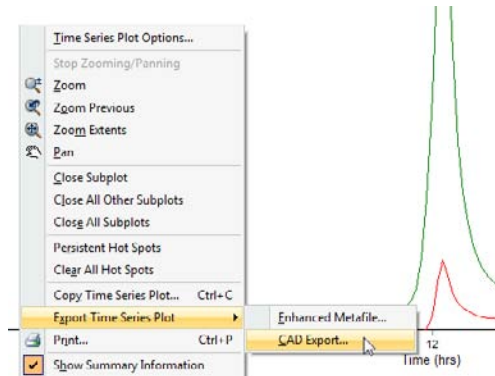 Time Series Plot Options...
Stop Zooming/Panning
Zoom
Zoom Previous
Zoom Extents
Pan
Close Subplot
Close All Other Subplots
Close All Subplots
Persistent Hot Spots
Clear All Hot Spots
Copy Time Series Plot... Ctrl+C
Export Time Series Plot
Enhanced Metafile...
Print... Ctrl+P
CAD Export...
12
Show Summary Information
Time (hrs)